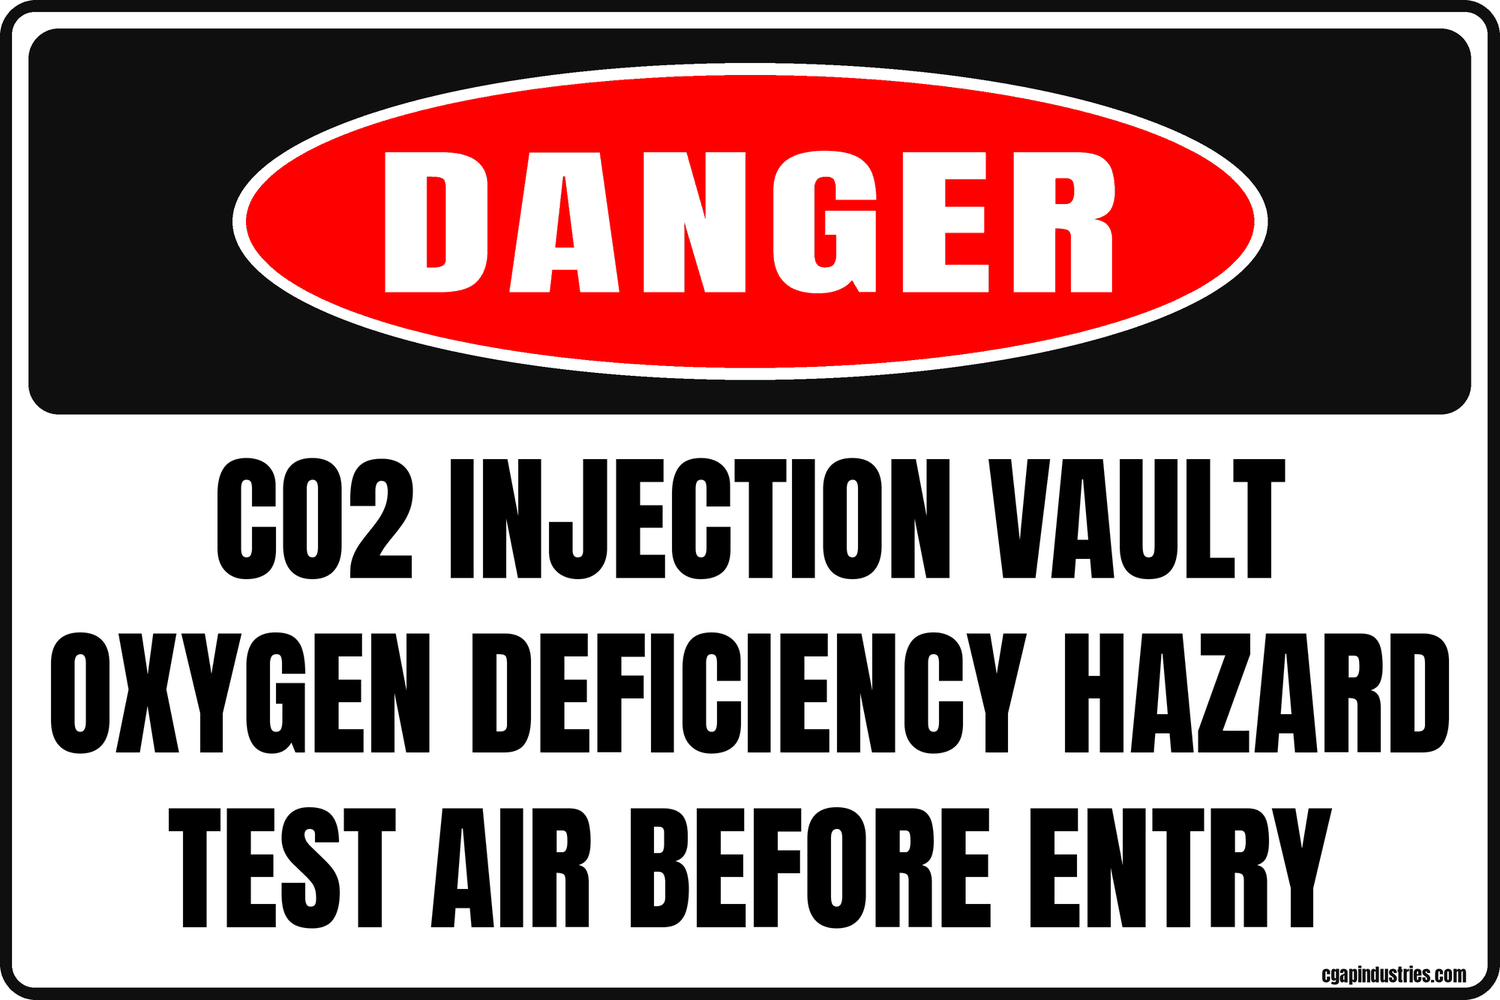 DANGER
CO2 INJECTION VAULT
OXYGEN DEFICIENCY HAZARD
TEST AIR BEFORE ENTRY
cgapindustries.com